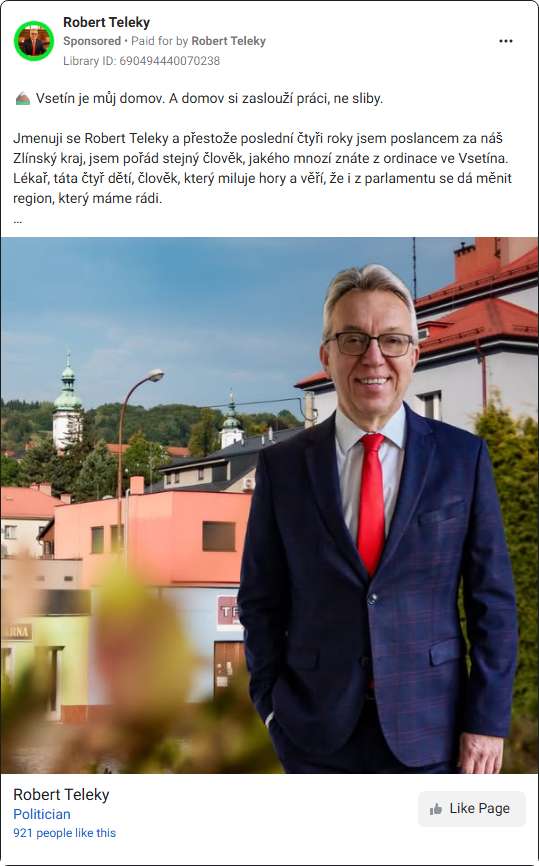 Robert Teleky
Sponsored • Paid for by Robert Teleky
Library ID: 690494440070238
Vsetín je můj domov. A domov si zaslouží práci, ne sliby.
Jmenuji se Robert Teleky a přestože poslední čtyři roky jsem poslancem za náš
Zlínský kraj, jsem pořád stejný člověk, jakého mnozí znáte z ordinace ve Vsetína.
Lékař, táta čtyř dětí, člověk, který miluje hory a věří, že i z parlamentu se dá měnit
region, který máme rádi.
...
Robert Teleky
Politician
921 people like this
Like Page